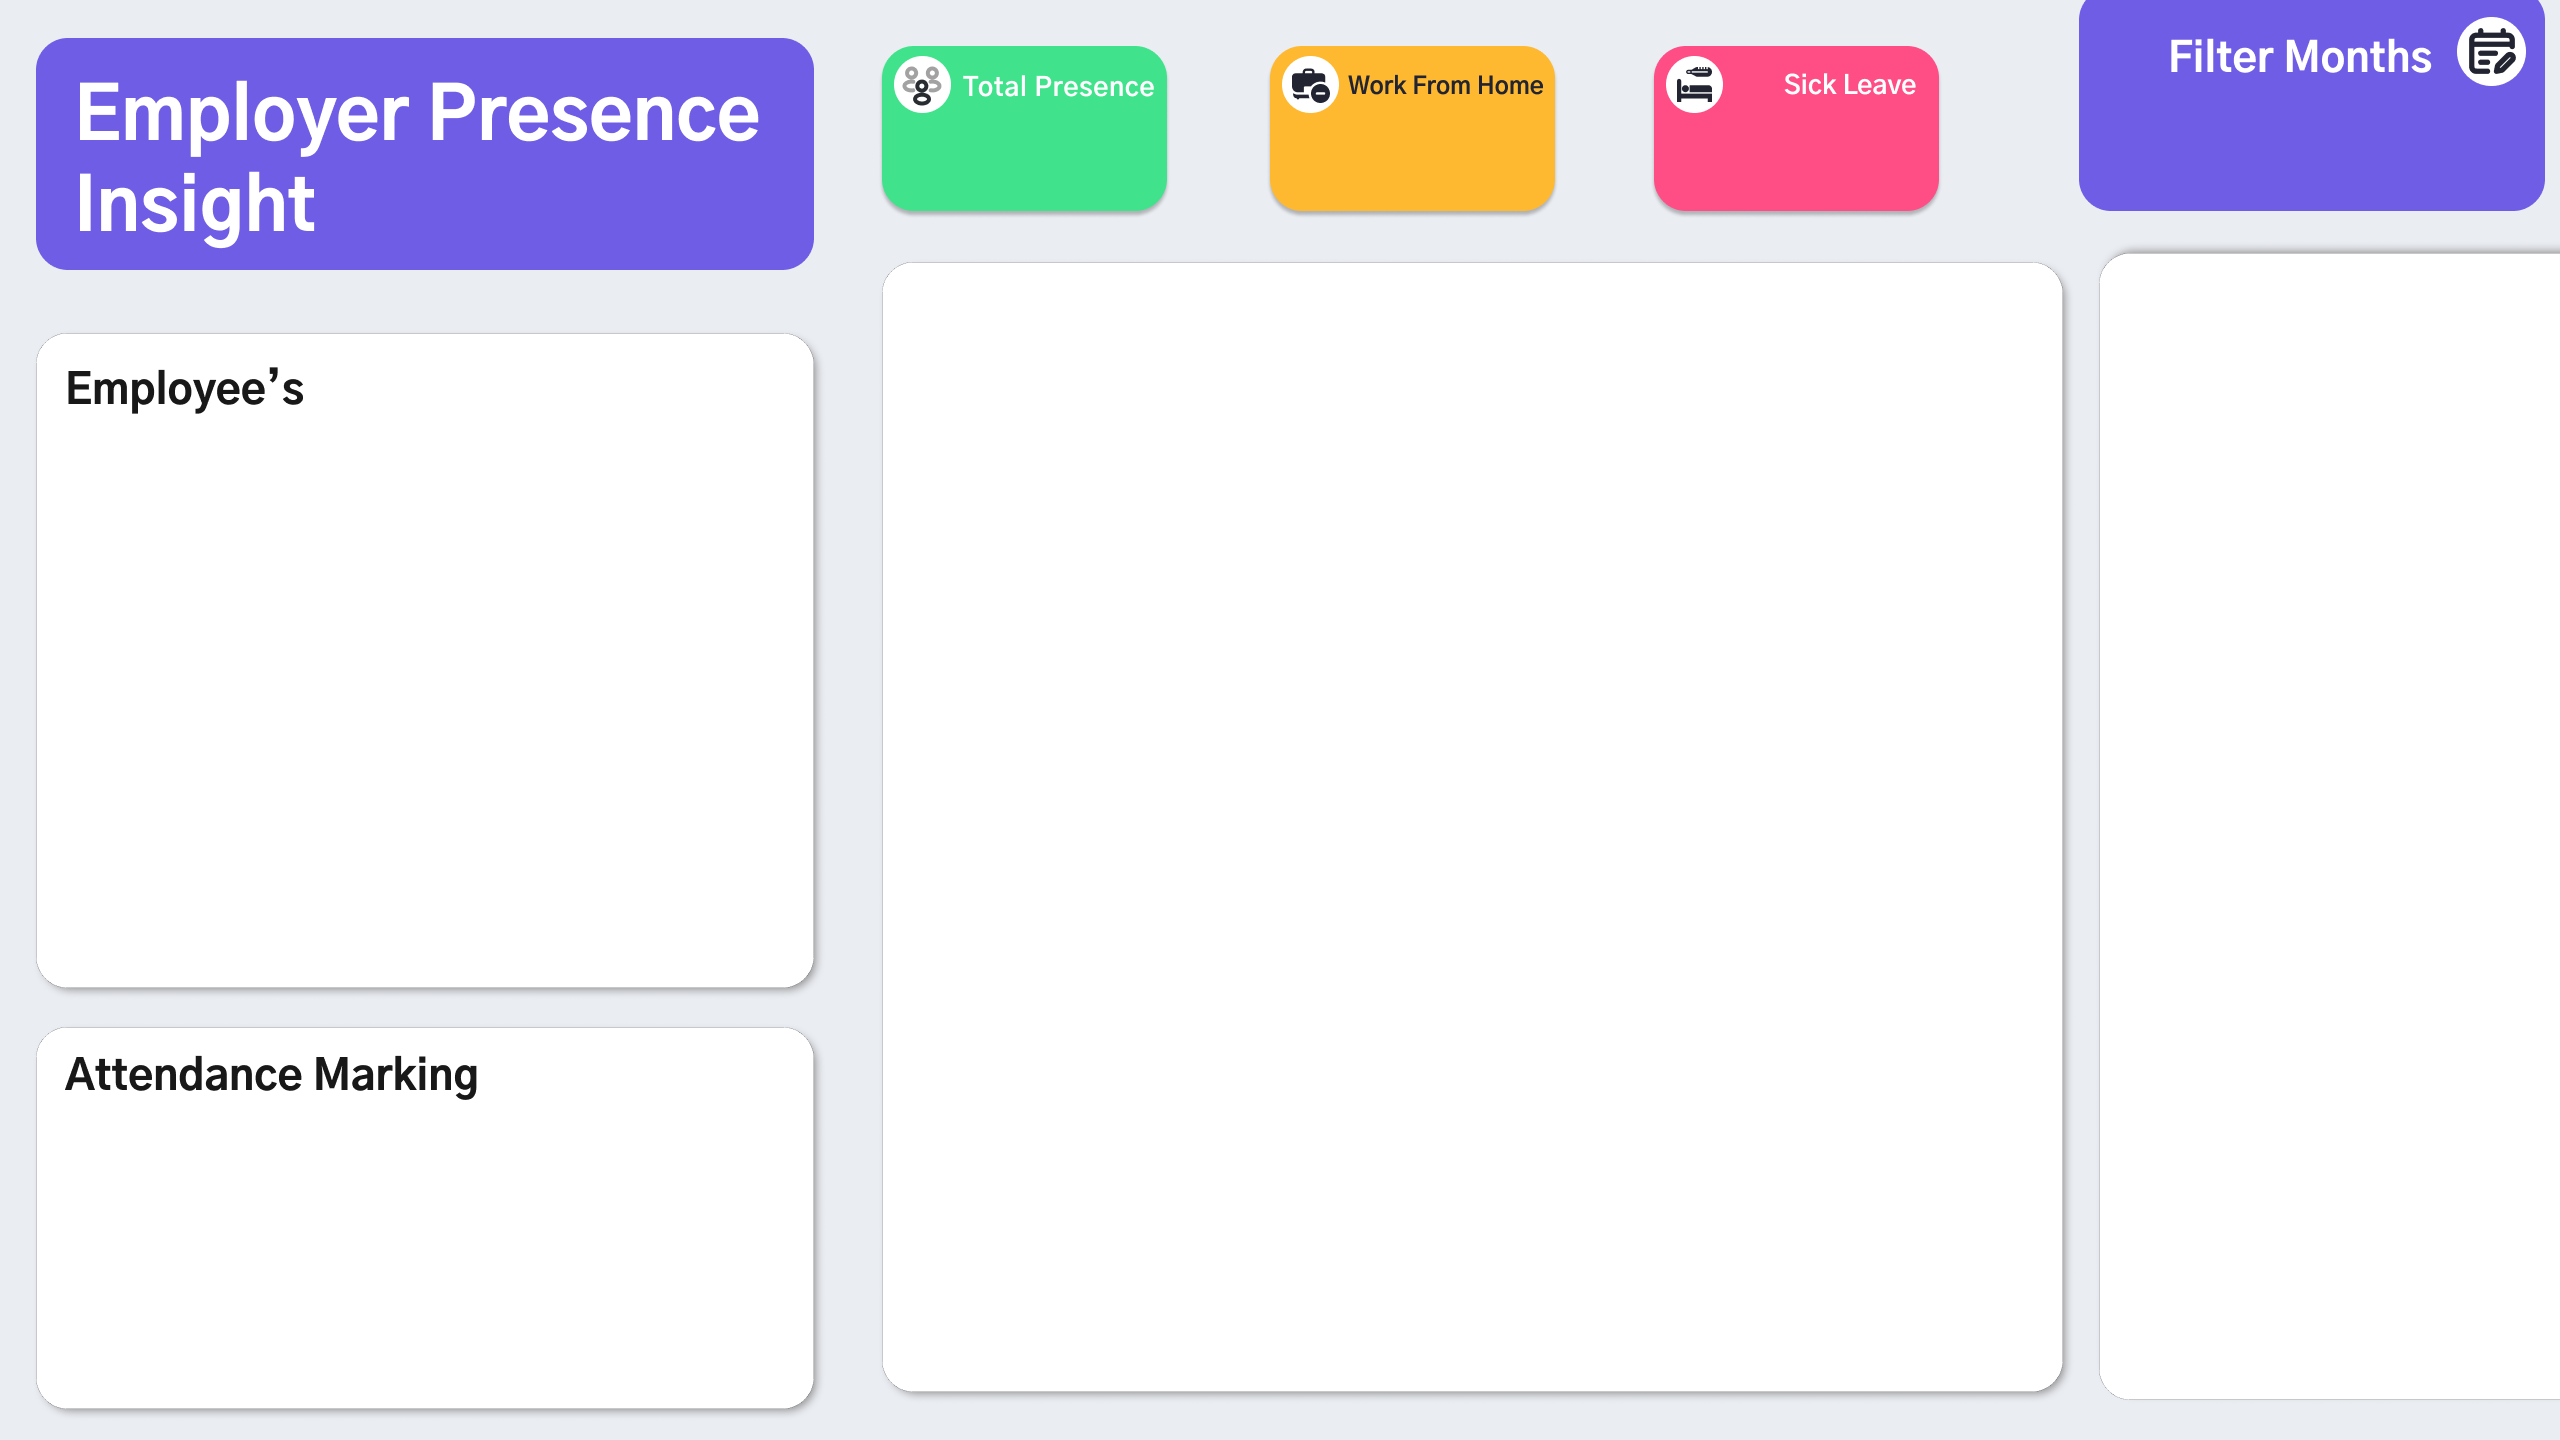 Employer Presence
Insight
Total Presence
Work From Home
Sick Leave
Filter Months
Employee’s
Attendance Marking